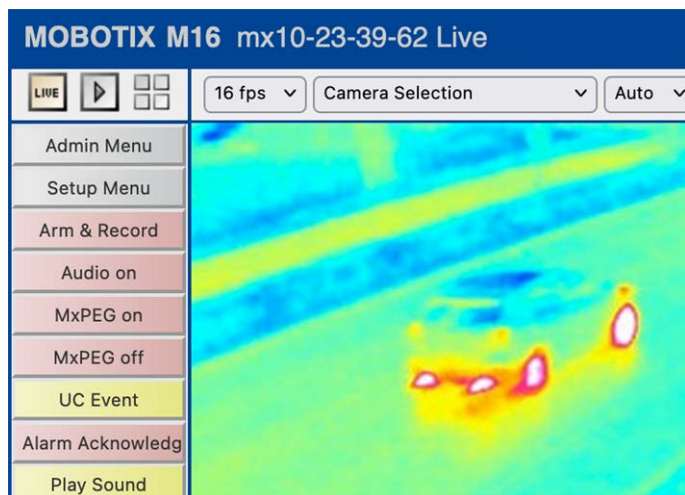 MOBOTIX M16 mx10-23-39-62 Live
LIVE 16 fps Camera Selection Auto
Admin Menu
Setup Menu
Arm & Record
Audio on
MxPEG on
MxPEG off
UC Event
Alarm Acknowledg
Play Sound